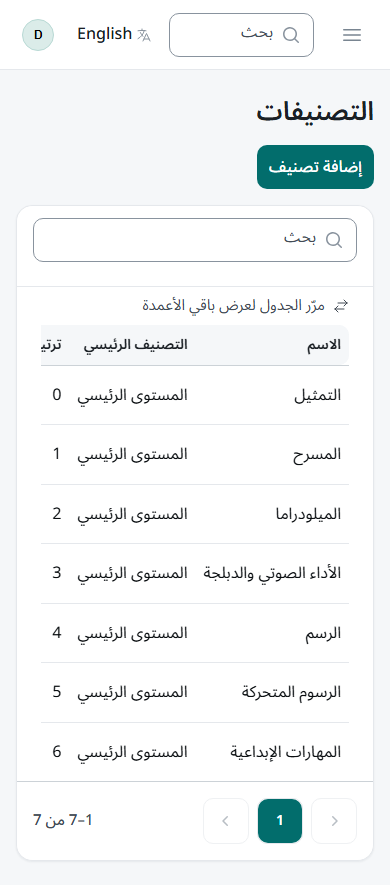 بحث English D
التصنيفات
إضافة تصنيف
بحث
مرّر الجدول لعرض باقي الأعمدة
الاسم التصنيف الرئيسي
التمثيل المستوى الرئيسي 0
المسرح المستوى الرئيسي 1
الميلودراما المستوى الرئيسي 2
الأداء الصوتي والدبلجة المستوى الرئيسي 3
الرسم المستوى الرئيسي 4
الرسوم المتحركة المستوى الرئيسي 5
المهارات الإبداعية المستوى الرئيسي 6
1 1–7 من 7